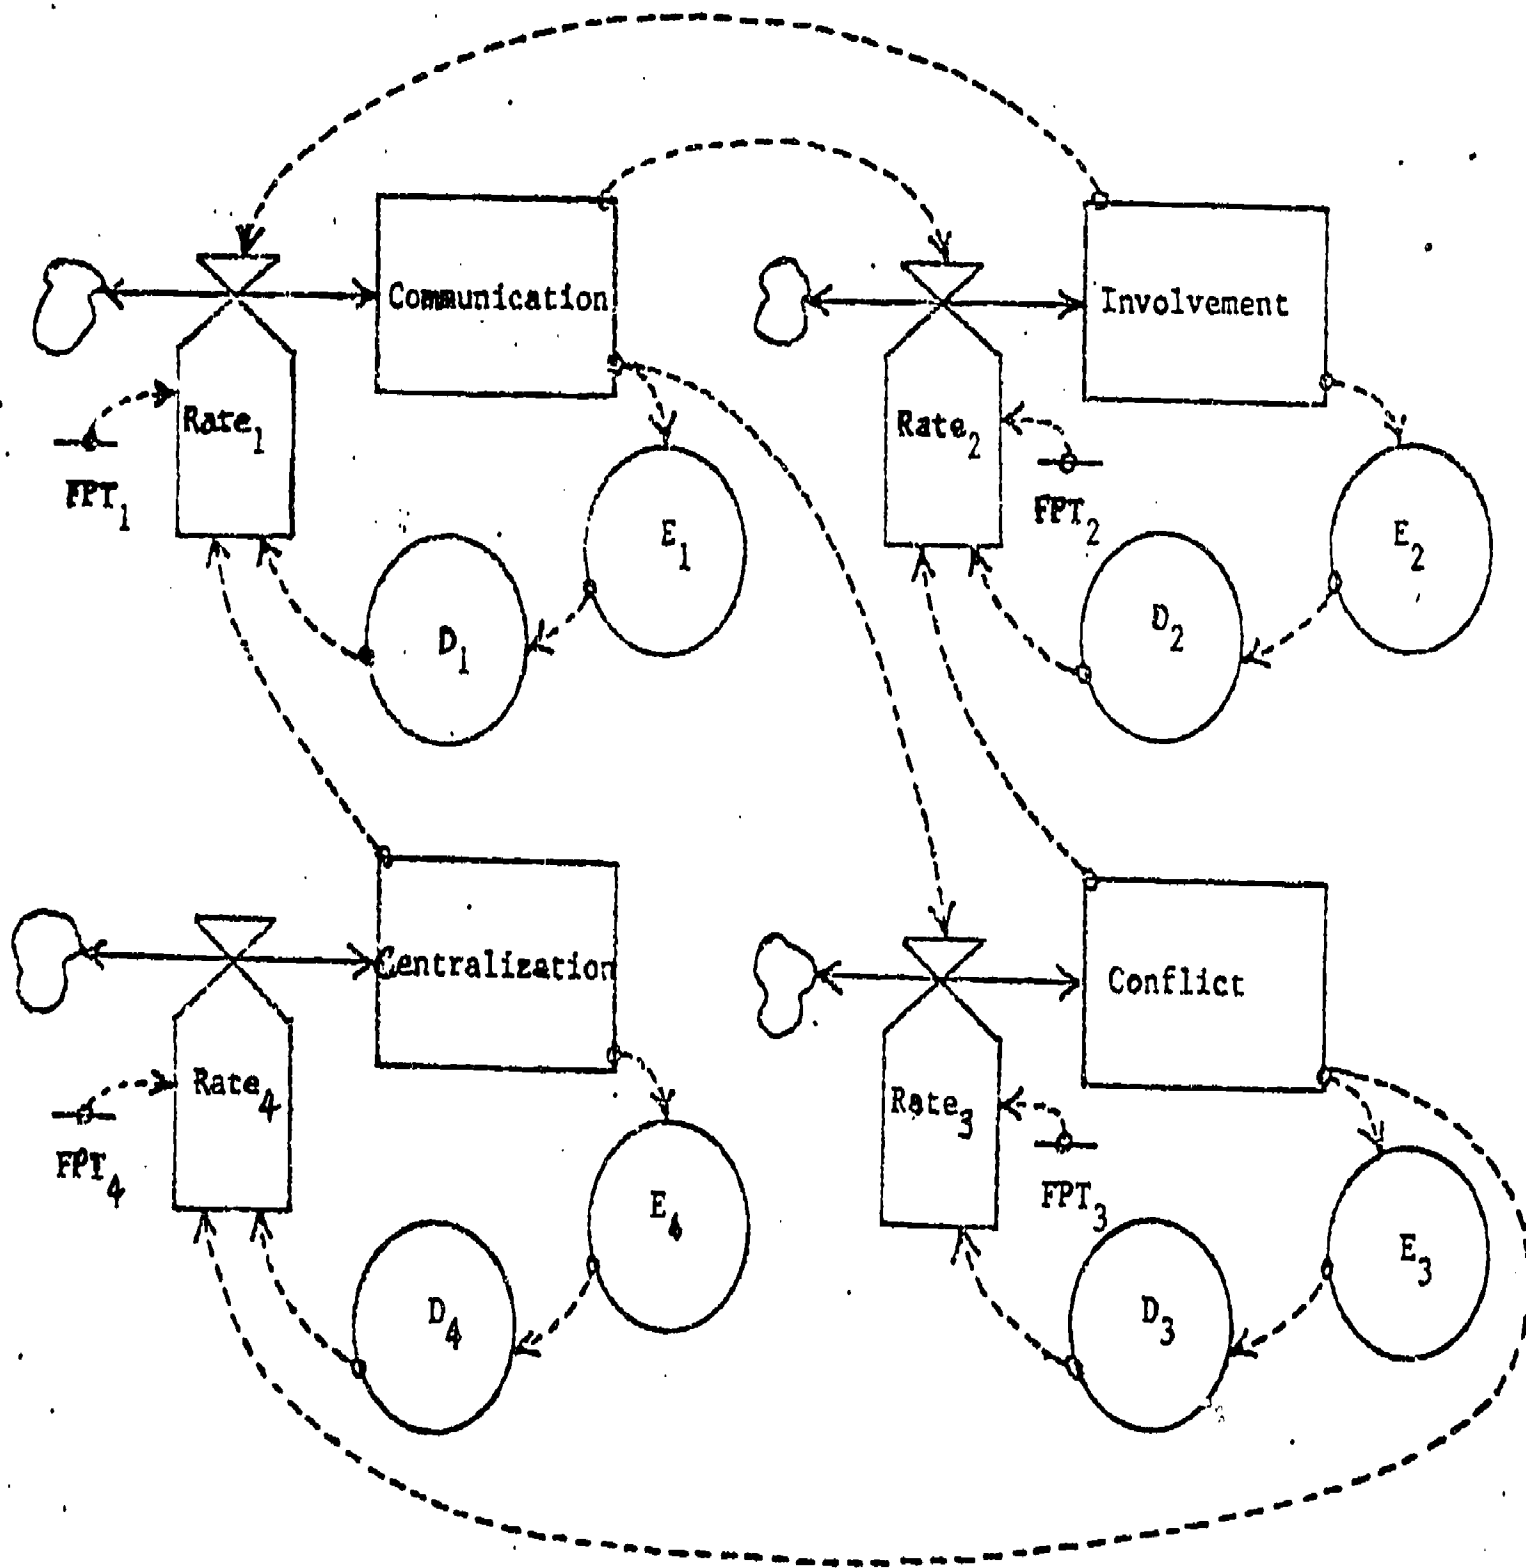 Communication
Involvement
Rate₁
Rate₂
FPT₁
FPT₂
E₁
E₂
D₁
D₂
Centralization
Conflict
Rate₄
Rate₃
FPT₄
FPT₃
E₄
E₃
D₄
D₃